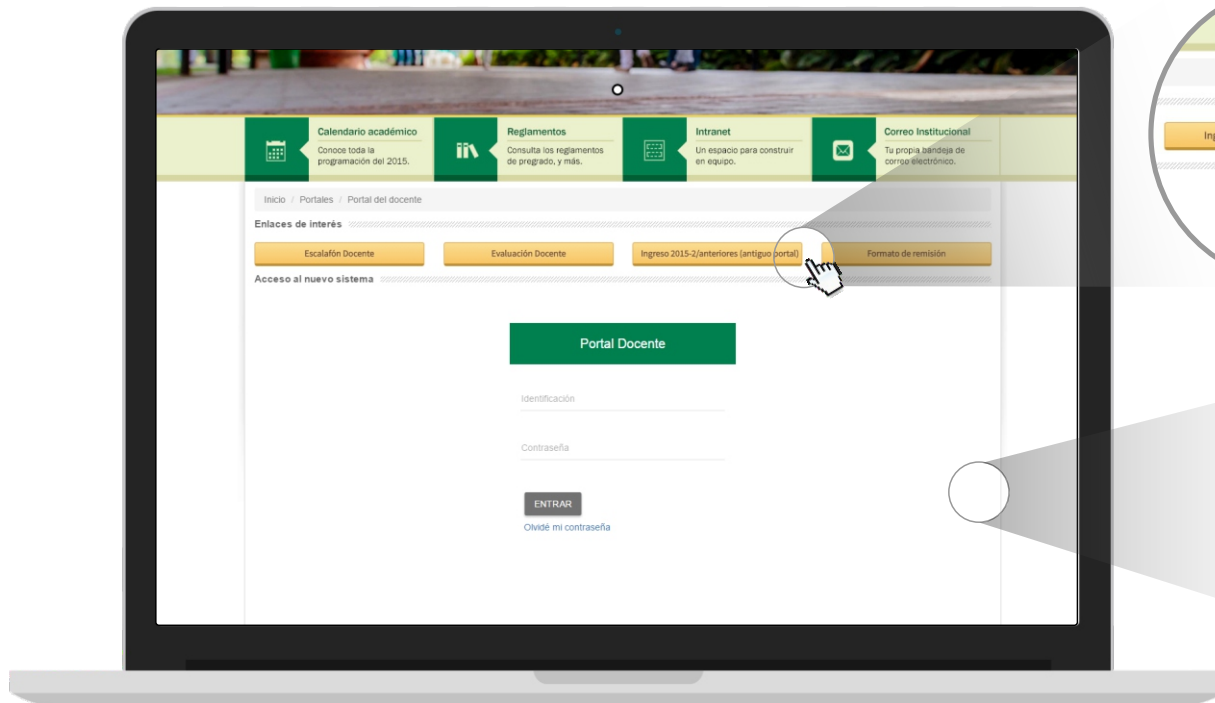 Calendario académico
Conoce toda la
programación del 2015.
Reglamentos
Consulta los reglamentos
de pregrado, y más.
Intranet
Un espacio para construir
en equipo.
Correo Institucional
Tu propia bandeja de
correo electrónico.
Inicio / Portales / Portal del docente
Enlaces de interés
Escalafón Docente
Evaluación Docente
Ingreso 2015-2/anteriores (antiguo portal)
Formato de remisión
Acceso al nuevo sistema
Portal Docente
Identificación
Contraseña
ENTRAR
Olvidé mi contraseña